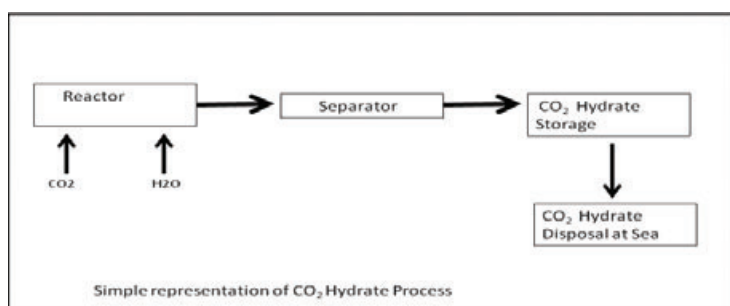 Reactor
CO2
H2O
Separator
CO₂ Hydrate
Storage
CO₂ Hydrate
Disposal at Sea
Simple representation of CO₂ Hydrate Process